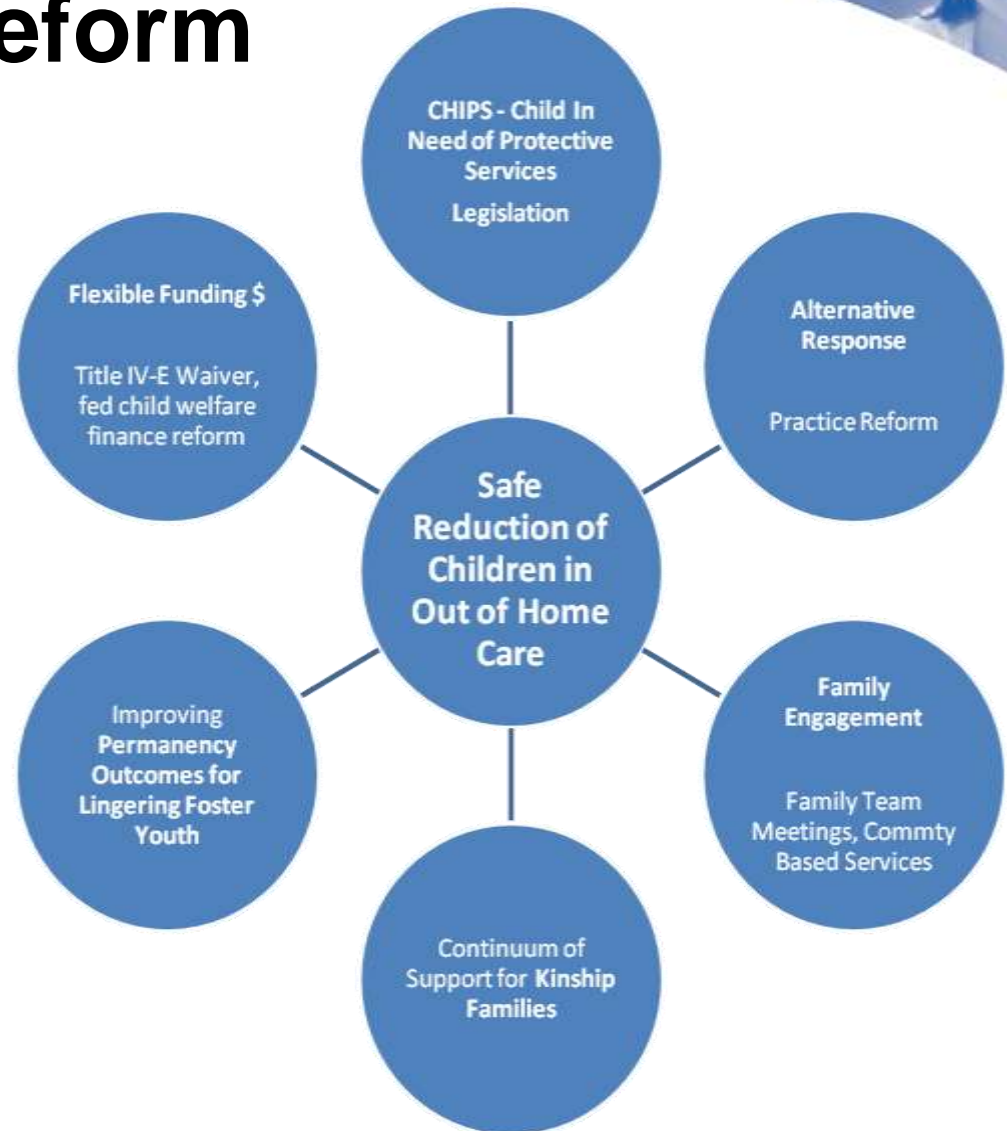 eform
CHIPS - Child In
Need of Protective
Services
Legislation
Flexible Funding $
Title IV-E Waiver,
fed child welfare
finance reform
Alternative
Response
Practice Reform
Safe
Reduction of
Children in
Out of Home
Care
Improving
Permanency
Outcomes for
Lingering Foster
Youth
Family
Engagement
Family Team
Meetings, Commty
Based Services
Continuum of
Support for Kinship
Families